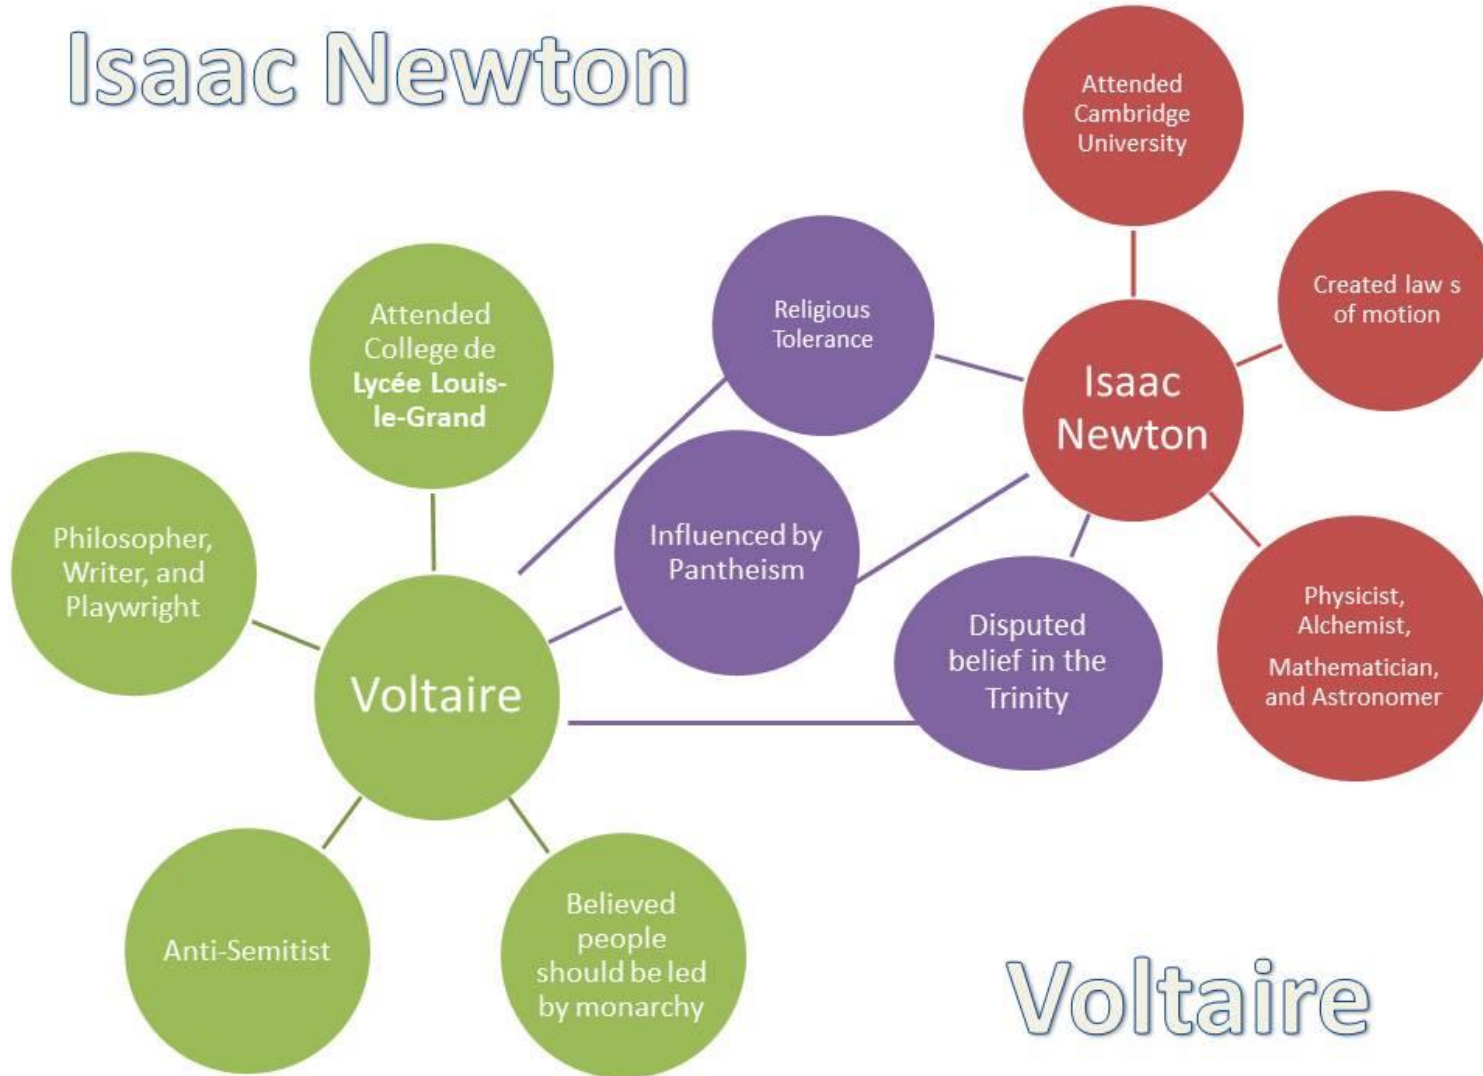 Isaac Newton
Attended
Cambridge
University
Created law s
of motion
Religious
Tolerance
Isaac
Newton
Attended
College de
Lycée Louis-
le-Grand
Influenced by
Pantheism
Philosopher,
Writer, and
Playwright
Disputed
belief in the
Trinity
Physicist,
Alchemist,
Mathematician,
and Astronomer
Voltaire
Anti-Semitist
Believed
people
should be led
by monarchy
Voltaire